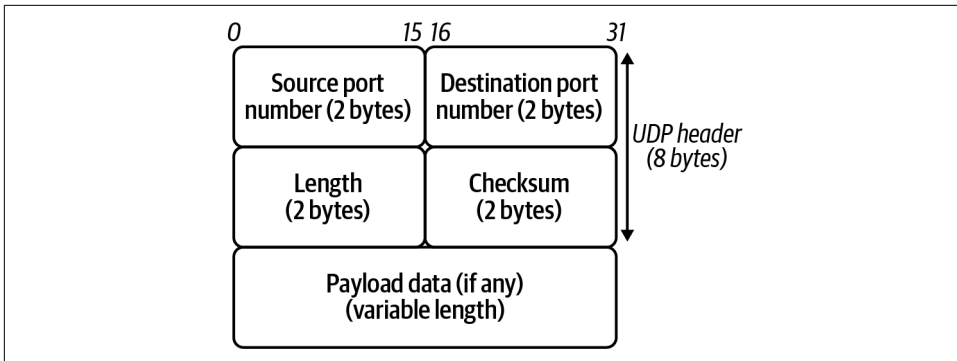 0 15 16 31
Source port
number (2 bytes)
Destination port
number (2 bytes)
UDP header
(8 bytes)
Length
(2 bytes)
Checksum
(2 bytes)
Payload data (if any)
(variable length)